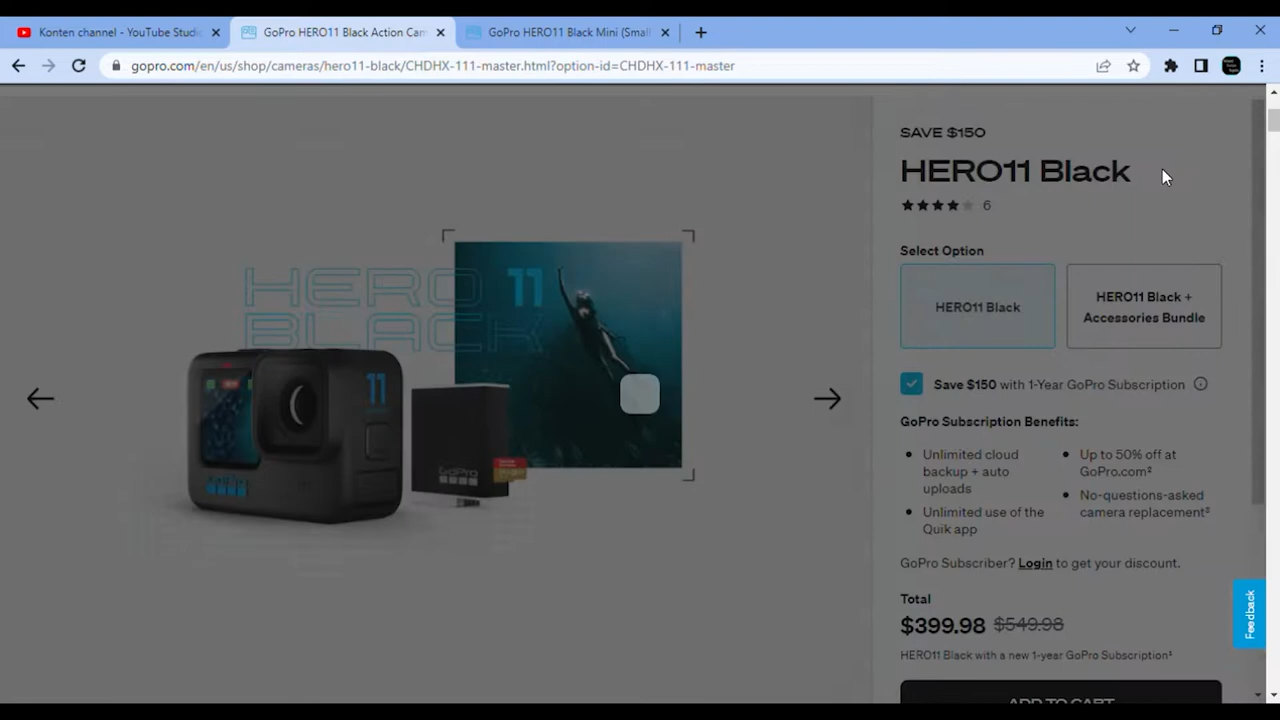 Konten channel - YouTube Studio
GoPro HERO11 Black Action Cam
GoPro HERO11 Black Mini (Small
gopro.com/en/us/shop/cameras/hero11-black/CHDHX-111-master.html?option-id=CHDHX-111-master
HERO 11
BLACK
11
GoPro
GoPro
SAVE $150
HERO11 Black
6
Select Option
HERO11 Black
HERO11 Black +
Accessories Bundle
Save $150 with 1-Year GoPro Subscription
GoPro Subscription Benefits:
• Unlimited cloud
backup + auto
uploads
• Unlimited use of the
Quik app
• Up to 50% off at
GoPro.com²
• No-questions-asked
camera replacement³
GoPro Subscriber? Login to get your discount.
Total
$399.98 $549.98
HERO11 Black with a new 1-year GoPro Subscription¹
ADD TO CART
Feedback